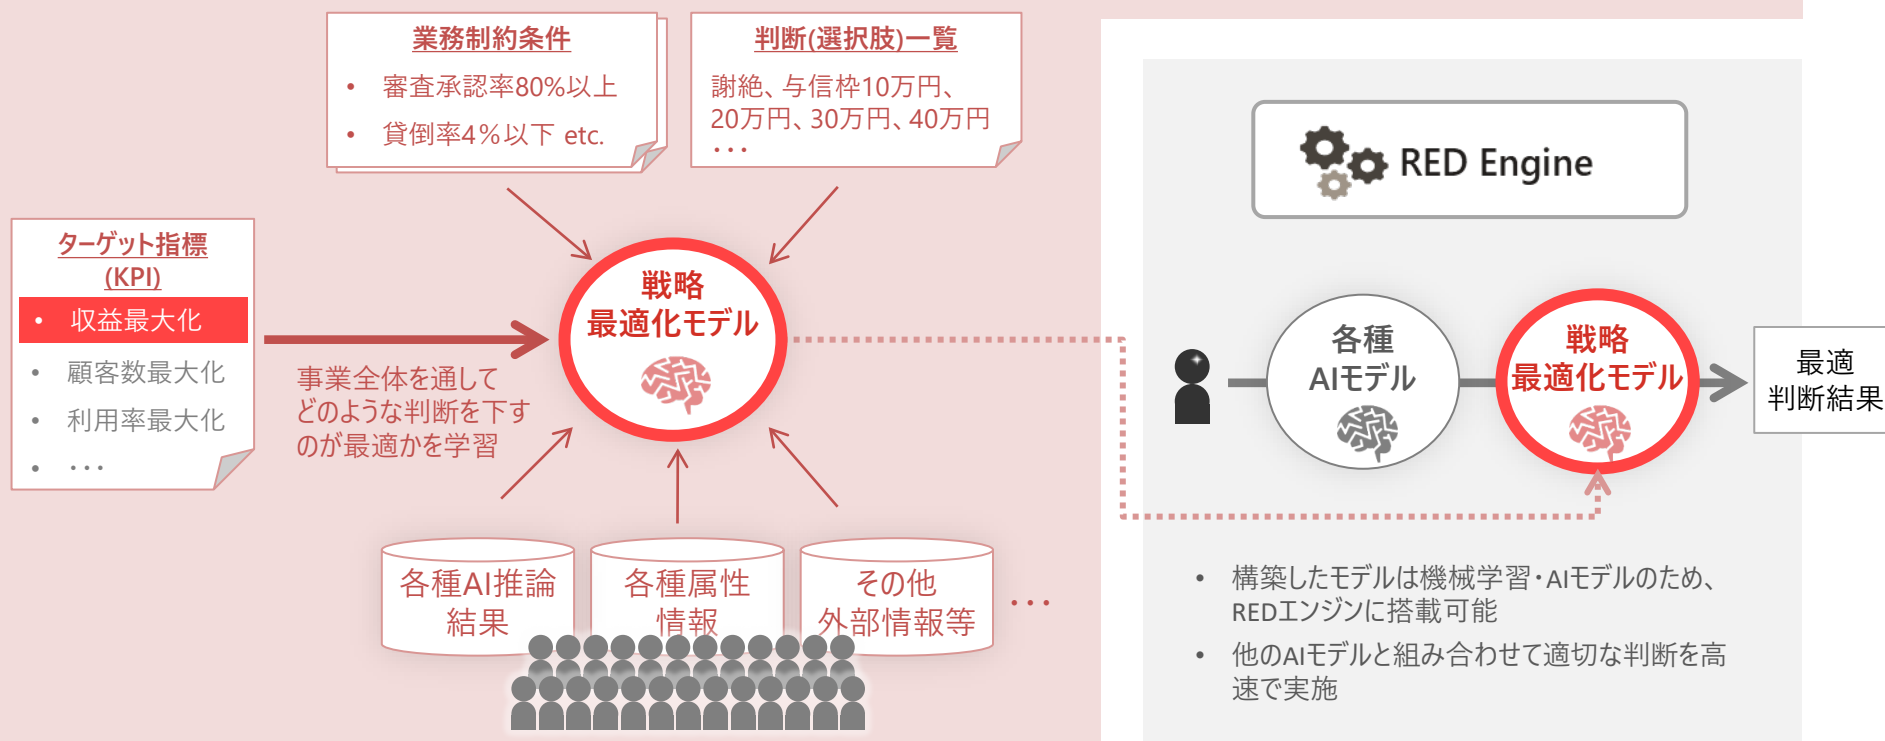 業務制約条件
• 審査承認率80%以上
• 貸倒率4%以下 etc.
判断(選択肢)一覧
謝絶、与信枠10万円、
20万円、30万円、40万円
・・・
ターゲット指標
(KPI)
• 収益最大化
• 顧客数最大化
• 利用率最大化
• ・・・
事業全体を通して
どのような判断を下す
のが最適かを学習
戦略
最適化モデル
各種AI推論
結果
各種属性
情報
その他
外部情報等
・・・
RED Engine
各種
AIモデル
戦略
最適化モデル
最適
判断結果
• 構築したモデルは機械学習・AIモデルのため、
REDエンジンに搭載可能
• 他のAIモデルと組み合わせて適切な判断を高
速で実施